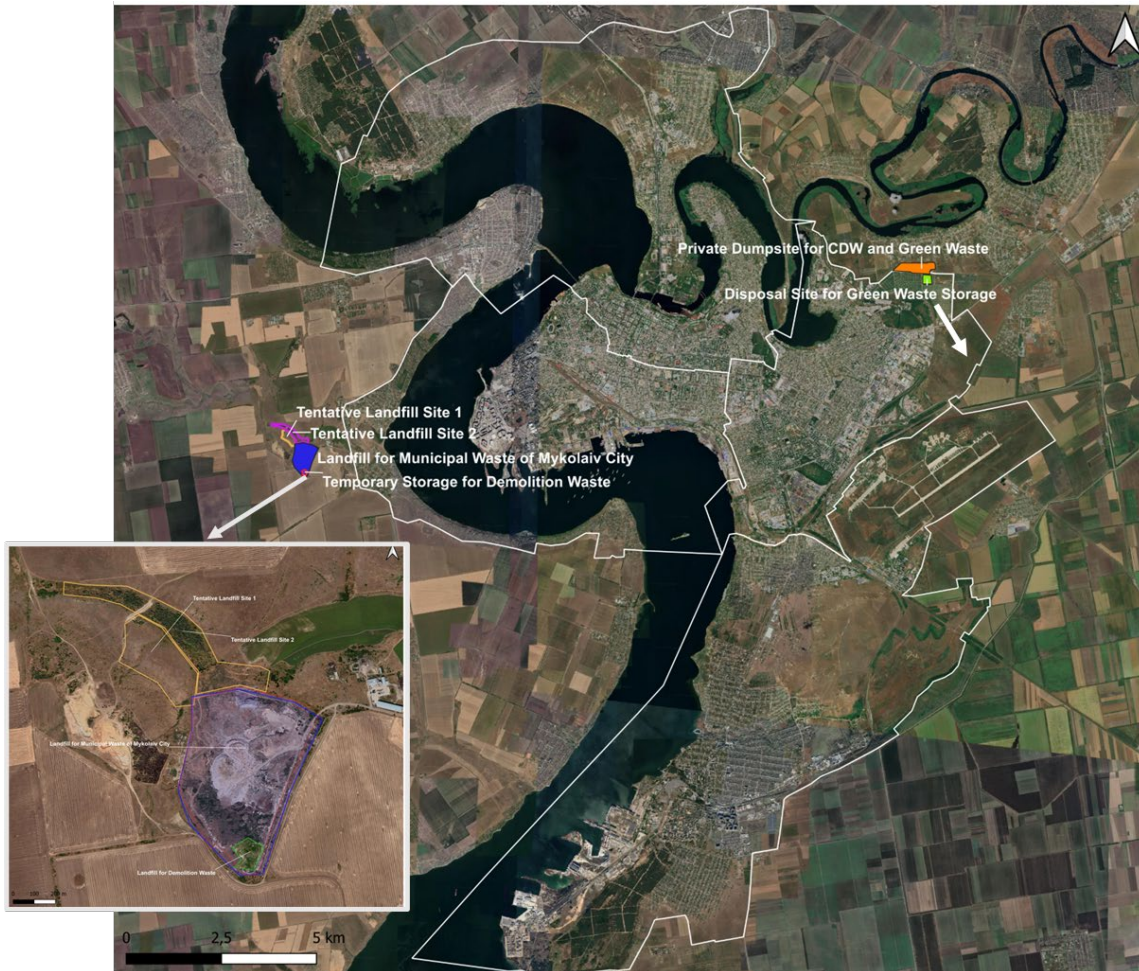 Private Dumpsite for CDW and Green Waste
Disposal Site for Green Waste Storage
Tentative Landfill Site 1
Tentative Landfill Site 2
Landfill for Municipal Waste of Mykolaiv City
Temporary Storage for Demolition Waste
Tentative Landfill Site 1
Tentative Landfill Site 2
Landfill for Municipal Waste of Mykolaiv City
Landfill for Demolition Waste
0 2,5 5 km